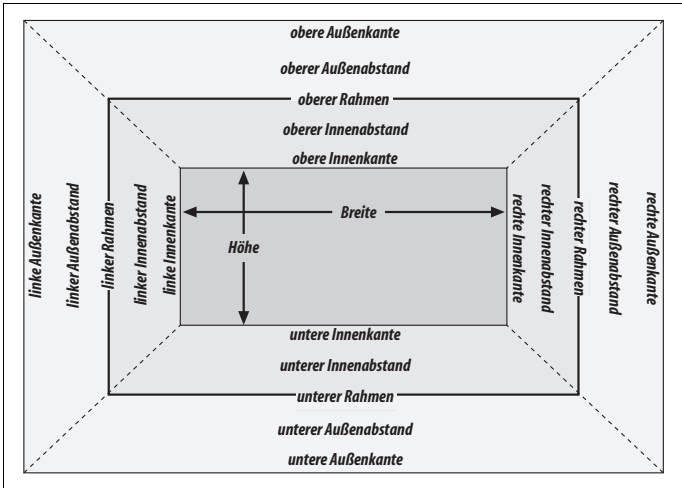 obere Außenkante
oberer Außenabstand
oberer Rahmen
oberer Innenabstand
obere Innenkante
linke Außenkante
linker Außenabstand
linker Rahmen
linker Innenabstand
linke Innenkante
Breite
Höhe
rechte Innenkante
rechter Innenabstand
rechter Rahmen
rechter Außenabstand
rechte Außenkante
untere Innenkante
unterer Innenabstand
unterer Rahmen
unterer Außenabstand
untere Außenkante